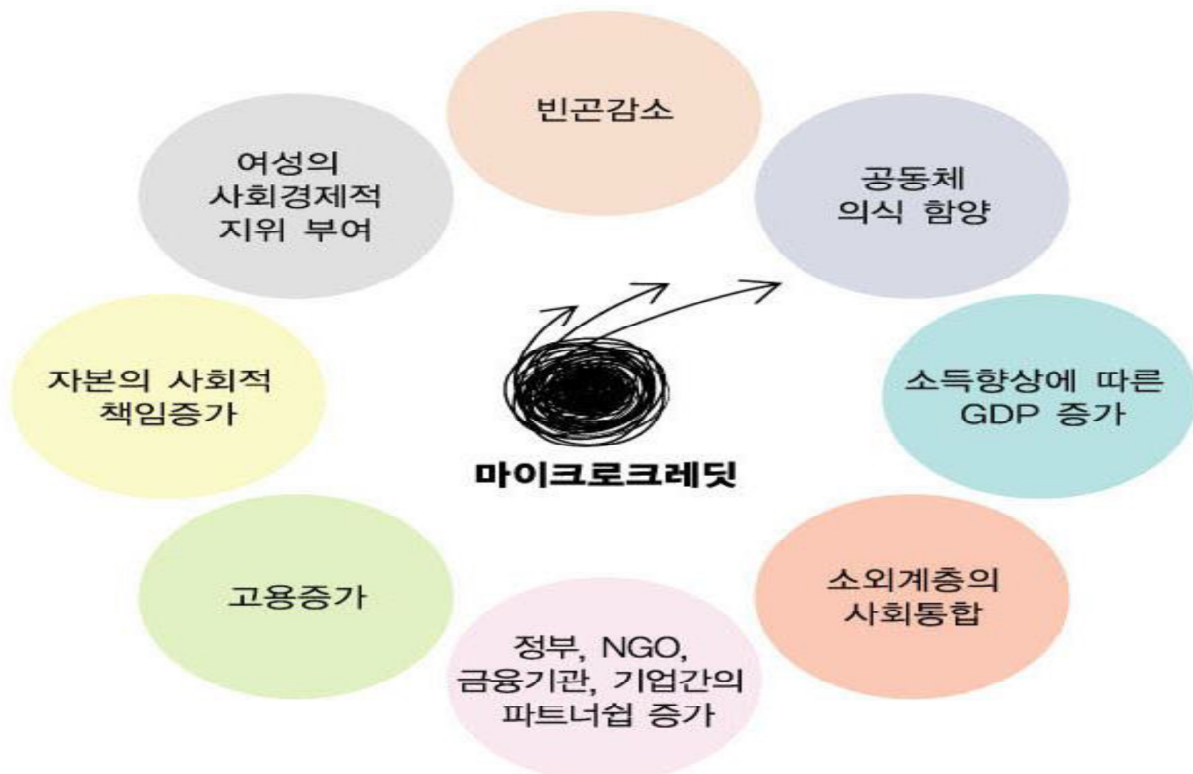 빈곤감소
공동체
의식 함양
소득향상에 따른
GDP 증가
소외계층의
사회통합
정부, NGO,
금융기관, 기업간의
파트너쉽 증가
고용증가
자본의 사회적
책임증가
여성의
사회경제적
지위 부여
마이크로크레딧